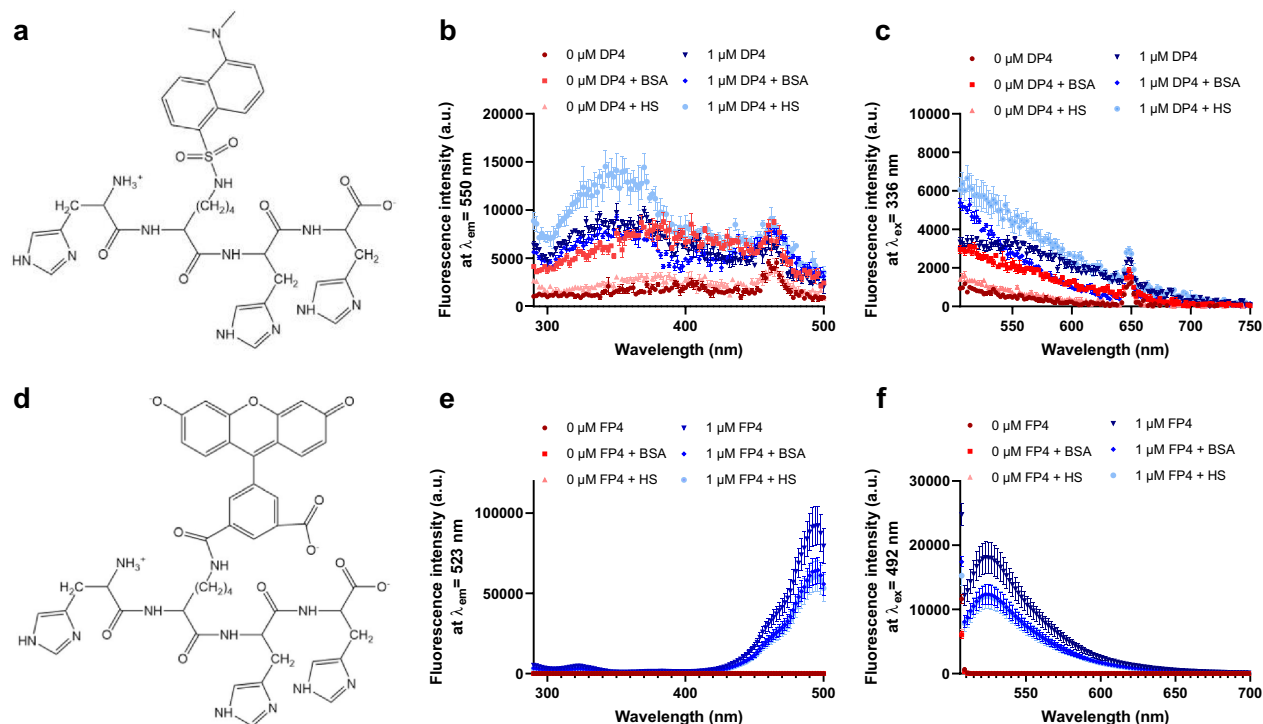 a
N
O
S
O
NH
NH₃⁺
(C)₄
O
O⁻
H₂C
NH
NH
CH₂
O
NH
O
O
CH₂
N
NH
N
NH
N
NH
b
0 µM DP4
1 µM DP4
0 µM DP4 + BSA
1 µM DP4 + BSA
0 µM DP4 + HS
1 µM DP4 + HS
Fluorescence intensity (a.u.)
at λem= 550 nm
20000
15000
10000
5000
0
300
400
500
Wavelength (nm)
c
0 µM DP4
1 µM DP4
0 µM DP4 + BSA
1 µM DP4 + BSA
0 µM DP4 + HS
1 µM DP4 + HS
Fluorescence intensity (a.u.)
at λex= 336 nm
8000
6000
4000
2000
0
550
600
650
700
750
Wavelength (nm)
d
⁻O
O
O
O
O
O⁻
NH
NH₃⁺
(C)₄
O
O⁻
H₂C
NH
NH
CH₂
O
NH
O
O
CH₂
N
NH
N
NH
N
NH
e
0 µM FP4
1 µM FP4
0 µM FP4 + BSA
1 µM FP4 + BSA
0 µM FP4 + HS
1 µM FP4 + HS
Fluorescence intensity (a.u.)
at λem= 523 nm
100000
50000
0
300
400
500
Wavelength (nm)
f
0 µM FP4
1 µM FP4
0 µM FP4 + BSA
1 µM FP4 + BSA
0 µM FP4 + HS
1 µM FP4 + HS
Fluorescence intensity (a.u.)
at λex= 492 nm
40000
30000
20000
10000
0
550
600
650
700
Wavelength (nm)